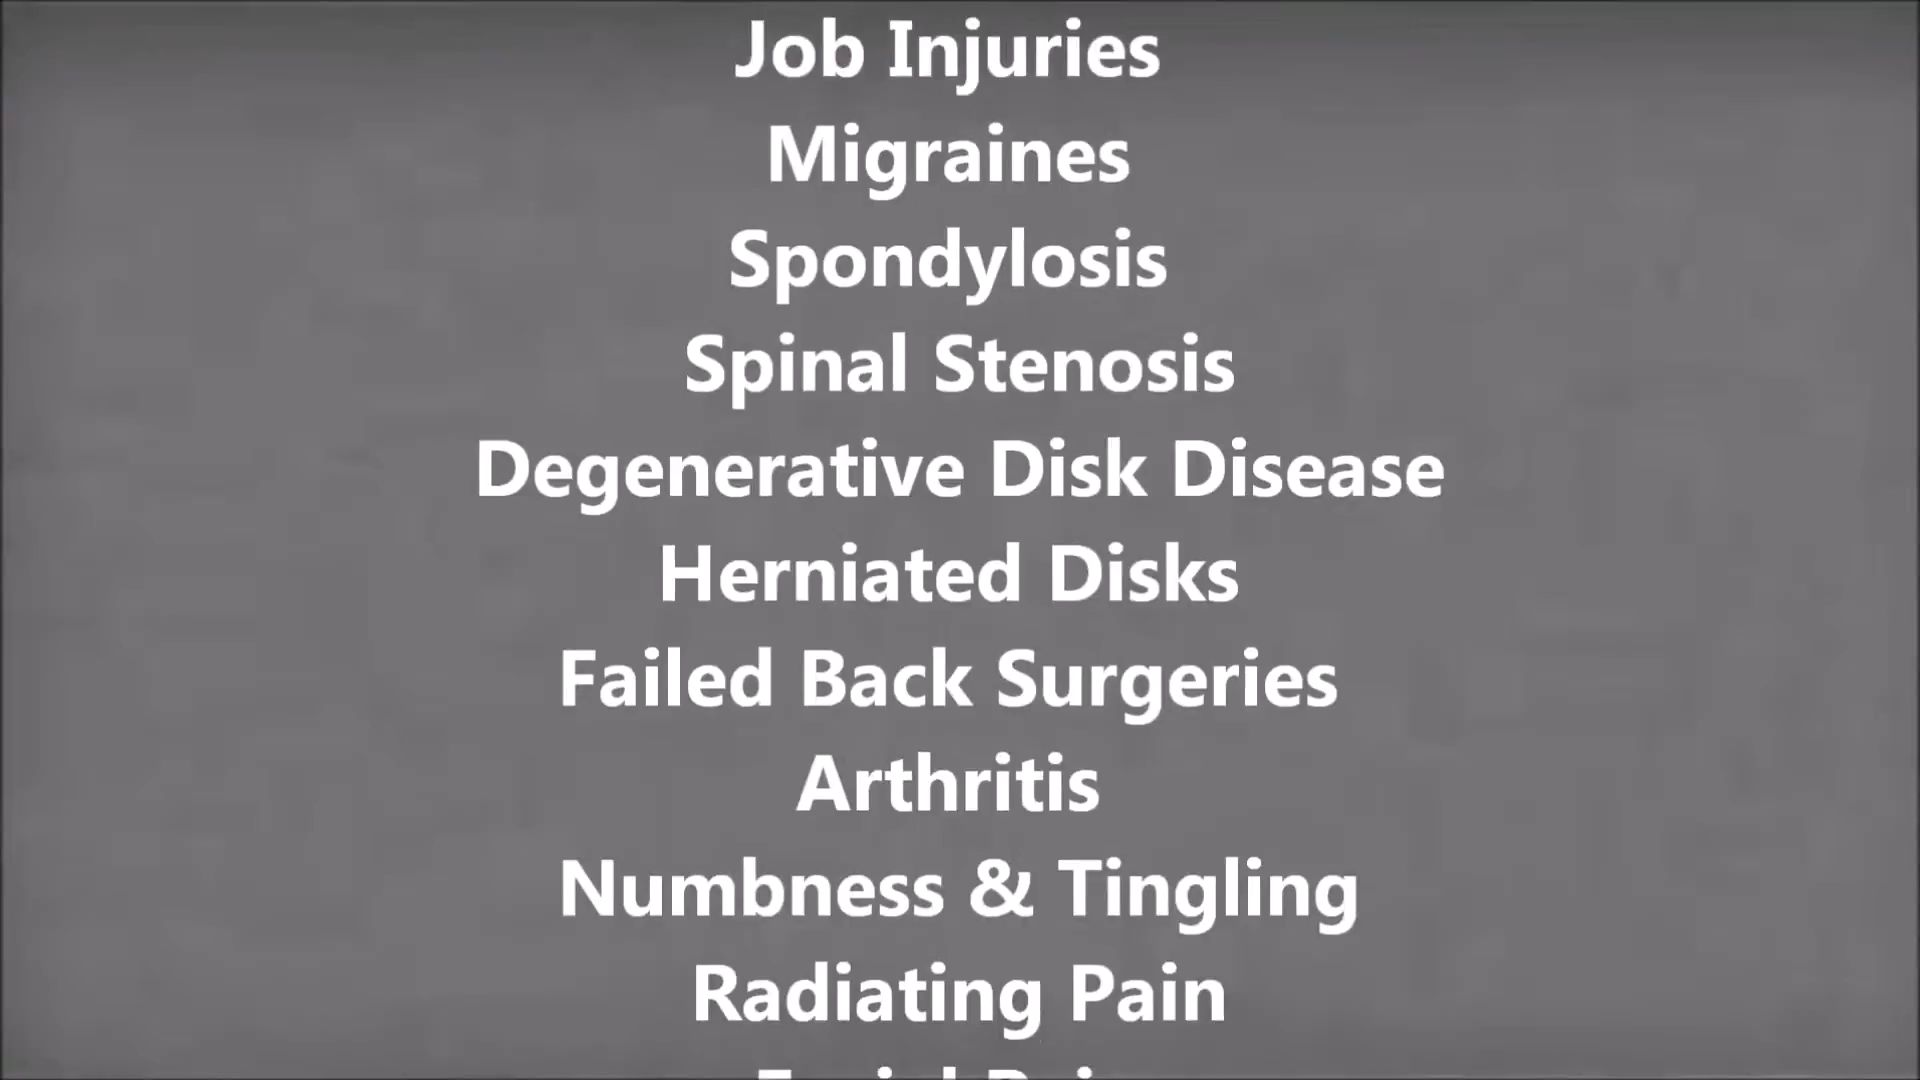 Job Injuries
Migraines
Spondylosis
Spinal Stenosis
Degenerative Disk Disease
Herniated Disks
Failed Back Surgeries
Arthritis
Numbness & Tingling
Radiating Pain